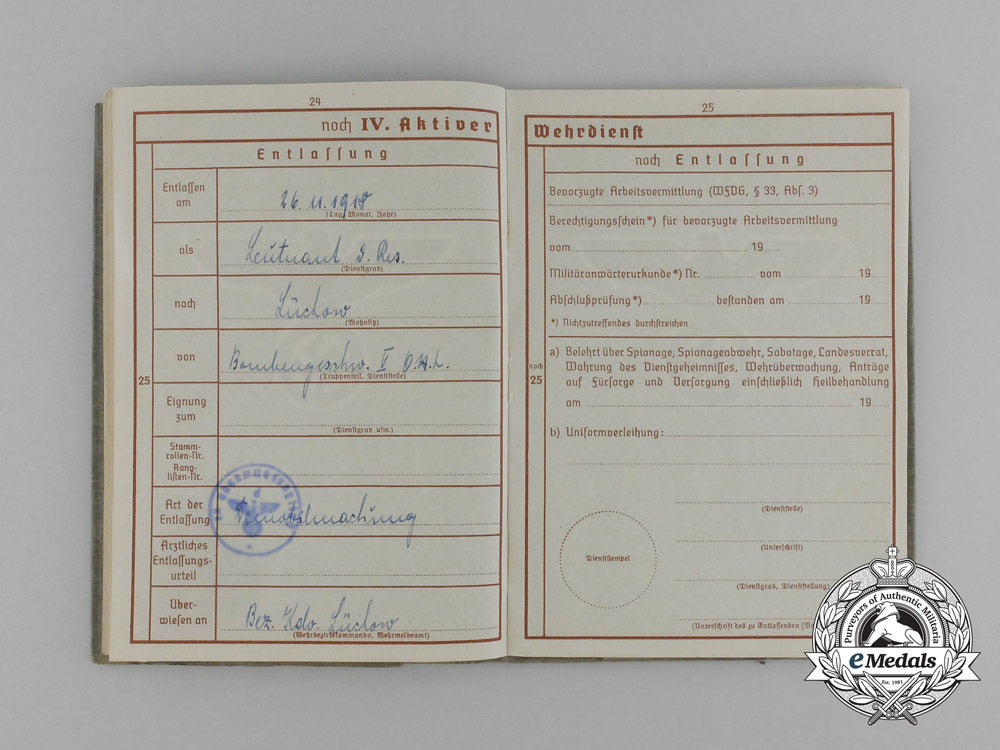 24
noch IV. Aktiver
Entlassung
Entlassen am
26.11.1918
(Tag, Monat, Jahr)
als
Leutnant d. Res.
(Dienstgrad)
nach
Lüchow
(Wohnsitz)
25
von
Bombengeschw. II O.H.L.
(Truppenteil, Dienststelle)
Eignung zum
(Dienstgrad usw.)
Stamm-
rollen-Nr.
Rang-
listen-Nr.
Art der
Entlassung
Demobilmachung
Ärztliches
Entlassungs-
urteil
Über-
wiesen an
Bez. Kdo. Lüchow
(Wehrbezirkskommando, Wehrmeldeamt)
25
Wehrdienst
noch Entlassung
Bevorzugte Arbeitsvermittlung (WFVG, § 33, Abs. 3)
Berechtigungsschein*) für bevorzugte Arbeitsvermittlung
vom 19
Militäranwärterurkunde*) Nr. vom 19
Abschlußprüfung*) bestanden am 19
*) Nichtzutreffendes durchstreichen
noch
25
a) Belehrt über Spionage, Spionageabwehr, Sabotage, Landesverrat,
Wahrung des Dienstgeheimnisses, Wehrüberwachung, Anträge
auf Fürsorge und Versorgung einschließlich Heilbehandlung
am 19
b) Uniformverleihung:
(Dienststelle)
Dienststempel
(Unterschrift)
(Dienstgrad, Dienststellung)
(Unterschrift des zu Entlassenden
Purveyors of Authentic Militaria
eMedals
Est. 1981